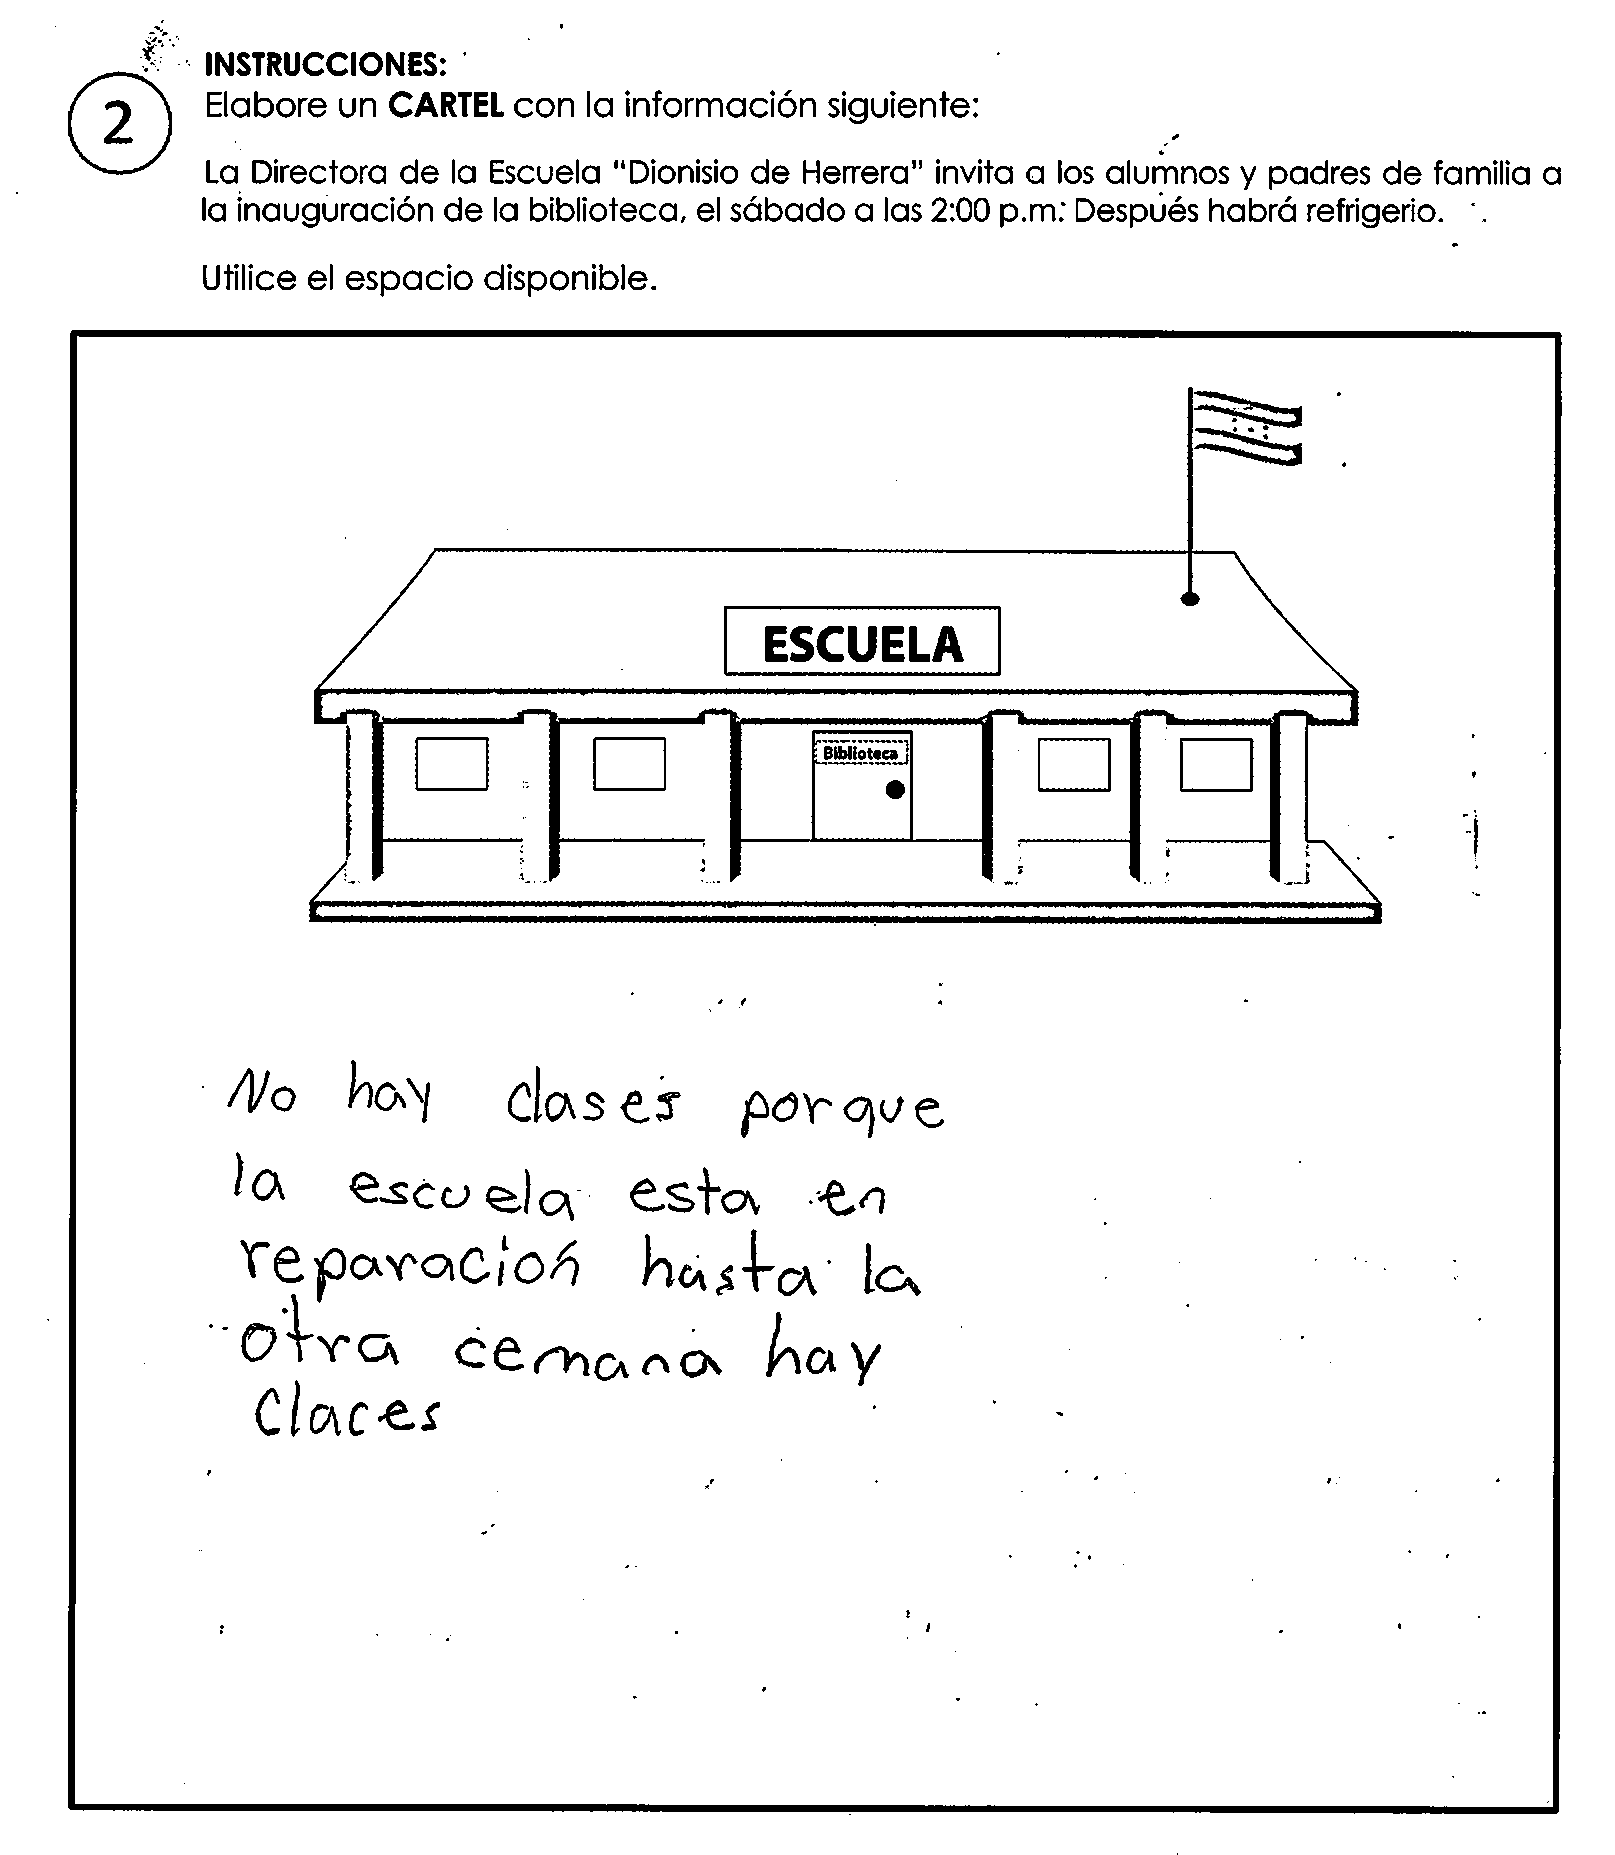 INSTRUCCIONES:
2
Elabore un CARTEL con la información siguiente:
La Directora de la Escuela "Dionisio de Herrera" invita a los alumnos y padres de familia a
la inauguración de la biblioteca, el sábado a las 2:00 p.m. Después habrá refrigerio.
Utilice el espacio disponible.
ESCUELA
Biblioteca
No hay clases porque
la escuela esta en
reparación hasta la
otra cemana hay
Claces